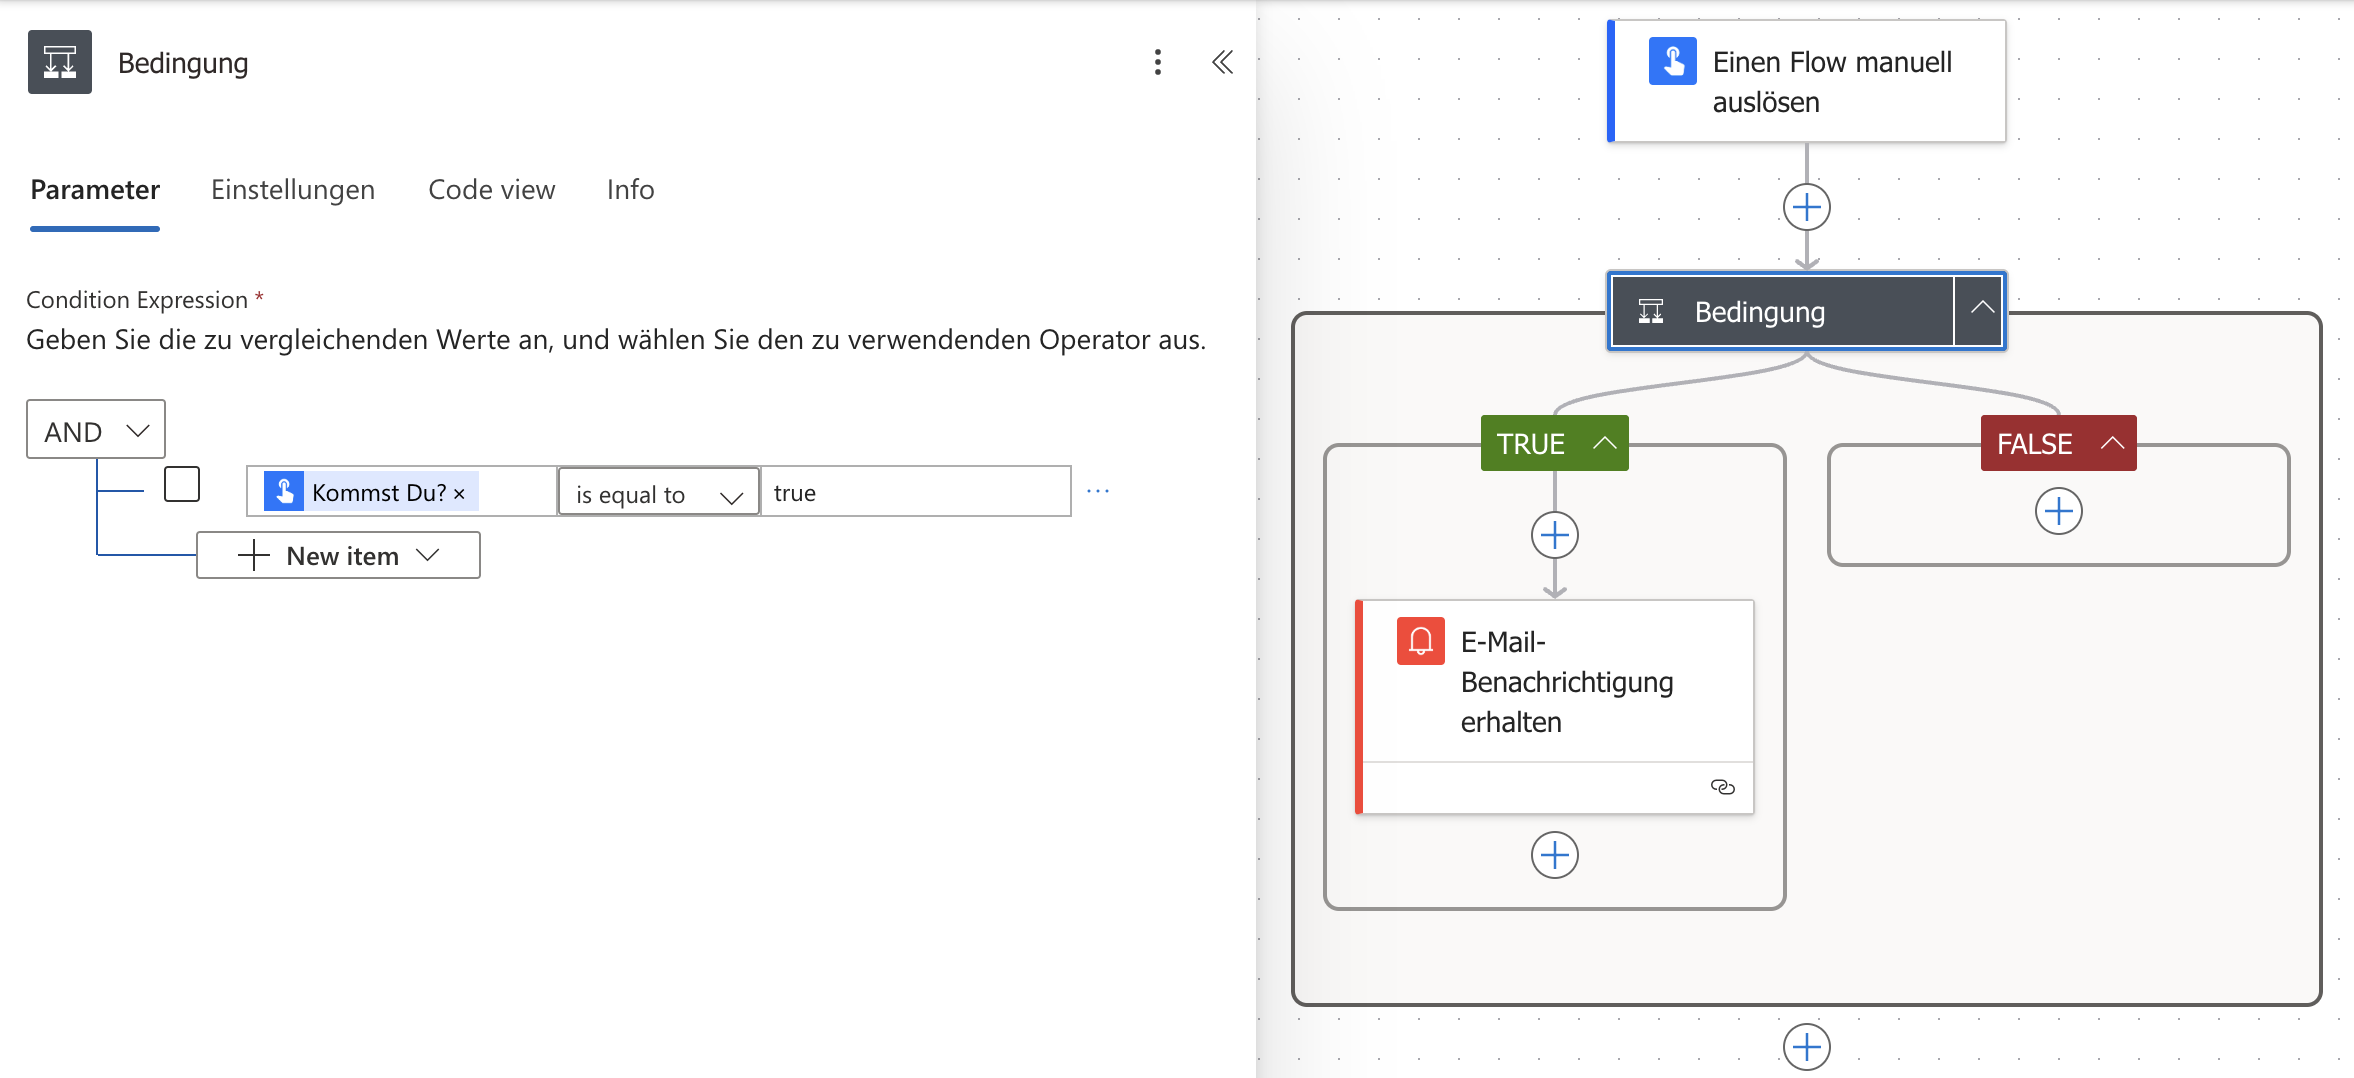 Bedingung
Parameter Einstellungen Code view Info
Condition Expression *
Geben Sie die zu vergleichenden Werte an, und wählen Sie den zu verwendenden Operator aus.
AND
Kommst Du? × is equal to true ...
New item
Einen Flow manuell
auslösen
Bedingung
TRUE
FALSE
E-Mail-
Benachrichtigung
erhalten